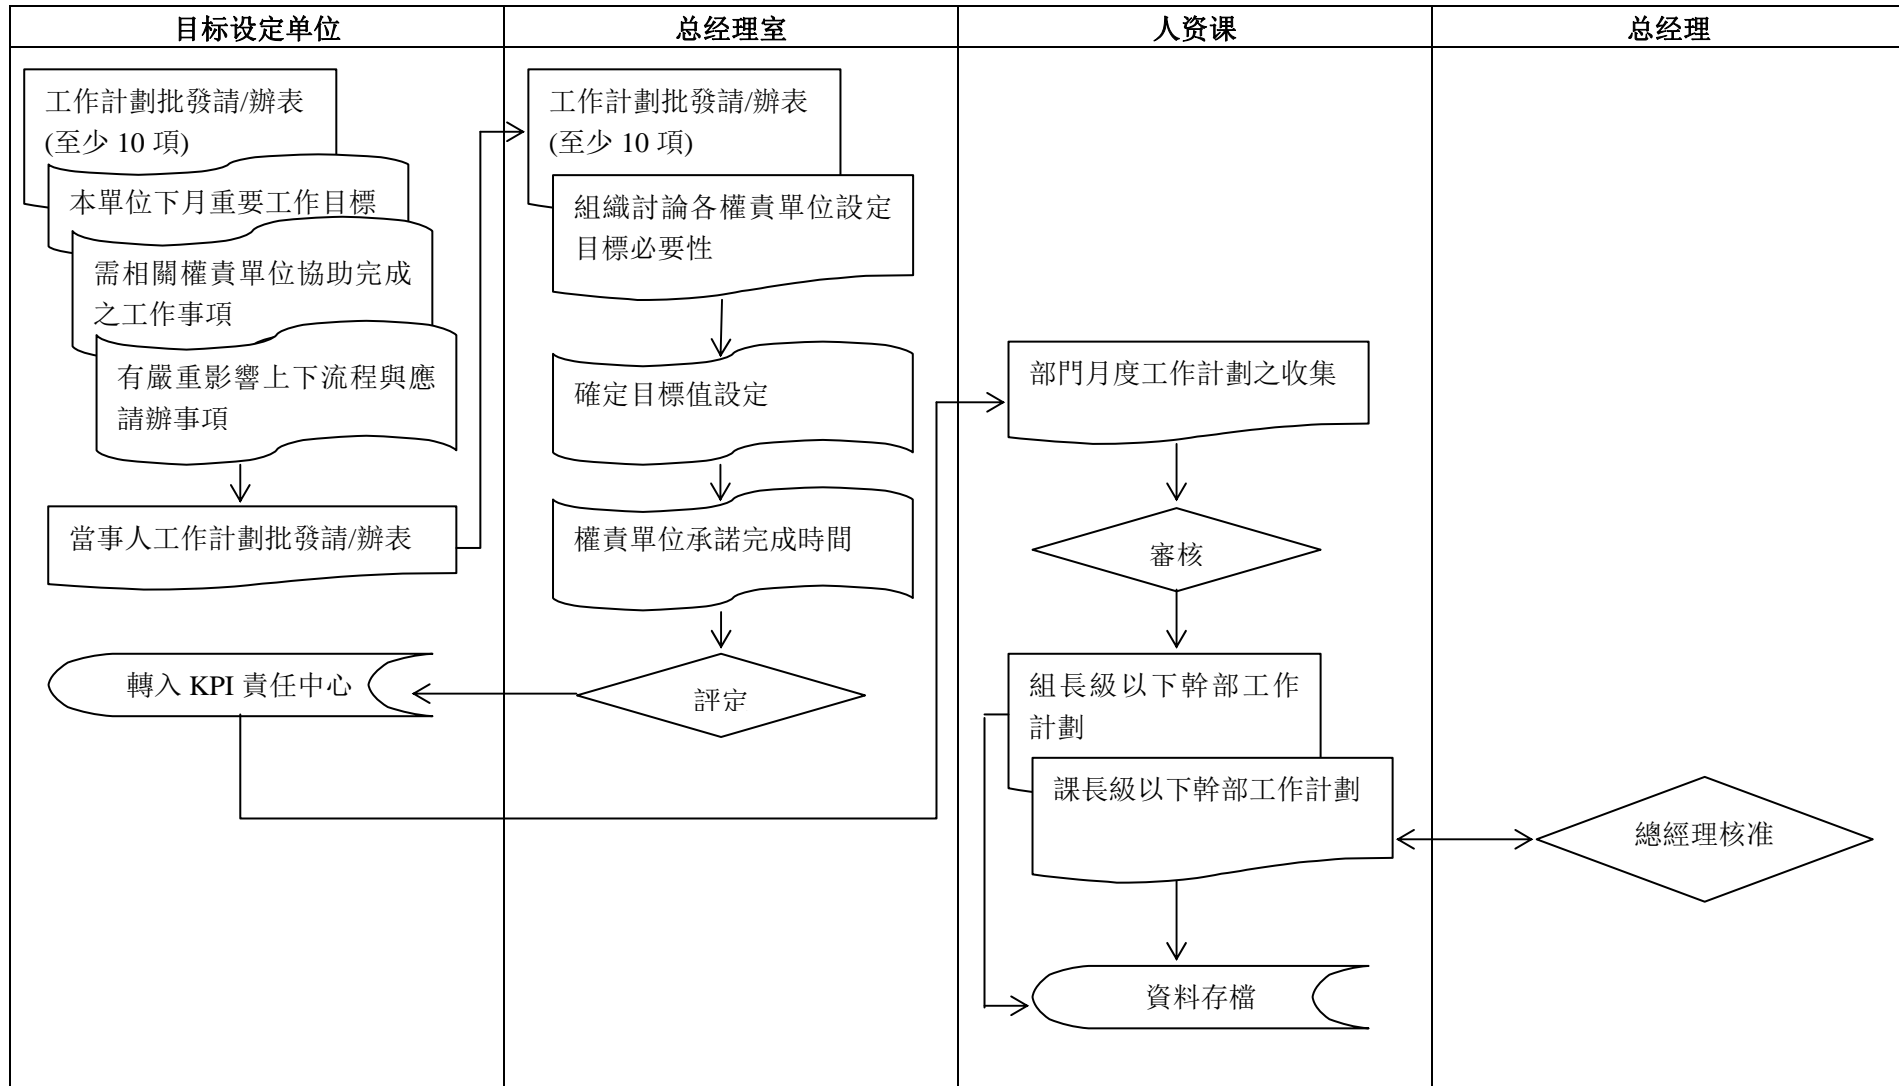 目标设定单位
总经理室
人资课
总经理
工作計劃批發請/辦表
(至少 10 項)
本單位下月重要工作目標
需相關權責單位協助完成
之工作事項
有嚴重影響上下流程與應
請辦事項
當事人工作計劃批發請/辦表
轉入 KPI 責任中心
工作計劃批發請/辦表
(至少 10 項)
組織討論各權責單位設定
目標必要性
確定目標值設定
權責單位承諾完成時間
評定
部門月度工作計劃之收集
審核
組長級以下幹部工作
計劃
課長級以下幹部工作計劃
資料存檔
總經理核准